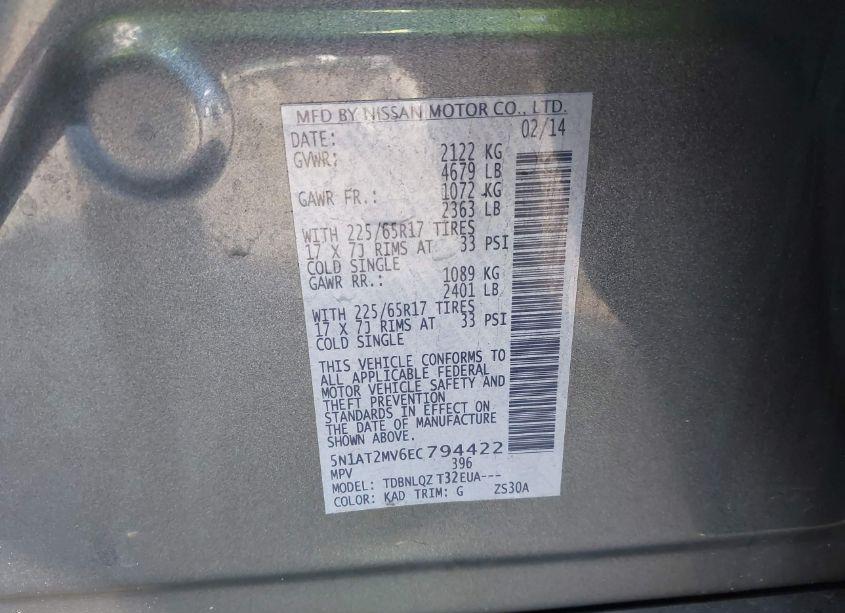 MFD BY NISSAN MOTOR CO., LTD.
DATE: 02/14
GVWR: 2122 KG
4679 LB
GAWR FR.: 1072 KG
2363 LB
WITH 225/65R17 TIRES
17 X 7J RIMS AT 33 PSI
COLD SINGLE
GAWR RR.: 1089 KG
2401 LB
WITH 225/65R17 TIRES
17 X 7J RIMS AT 33 PSI
COLD SINGLE
THIS VEHICLE CONFORMS TO
ALL APPLICABLE FEDERAL
MOTOR VEHICLE SAFETY AND
THEFT PREVENTION
STANDARDS IN EFFECT ON
THE DATE OF MANUFACTURE
SHOWN ABOVE.
5N1AT2MV6EC794422
MPV 396
MODEL: TDBNLQZ T32EUA---
COLOR: KAD TRIM: G ZS30A